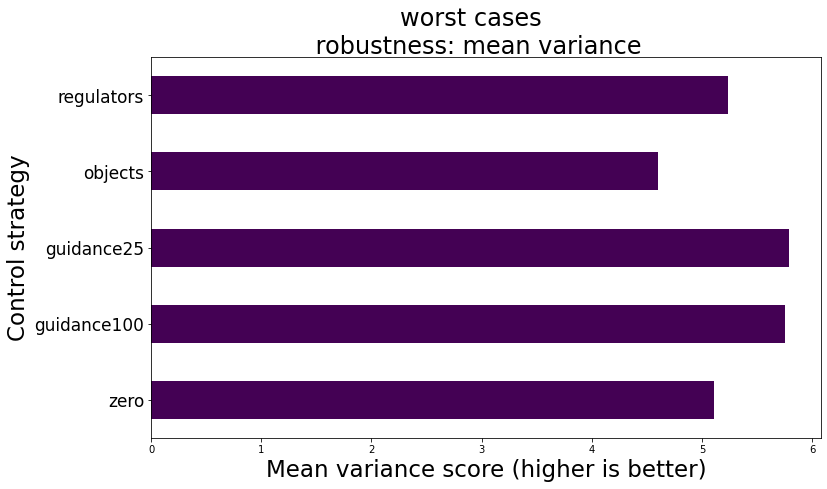 worst cases
robustness: mean variance
regulators
objects
guidance25
guidance100
zero
Control strategy
0 1 2 3 4 5 6
Mean variance score (higher is better)